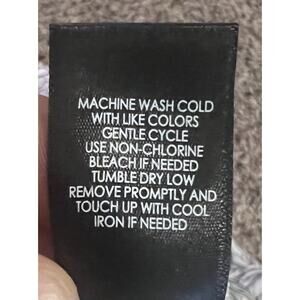 MACHINE WASH COLD
WITH LIKE COLORS
GENTLE CYCLE
USE NON-CHLORINE
BLEACH IF NEEDED
TUMBLE DRY LOW
REMOVE PROMPTLY AND
TOUCH UP WITH COOL
IRON IF NEEDED